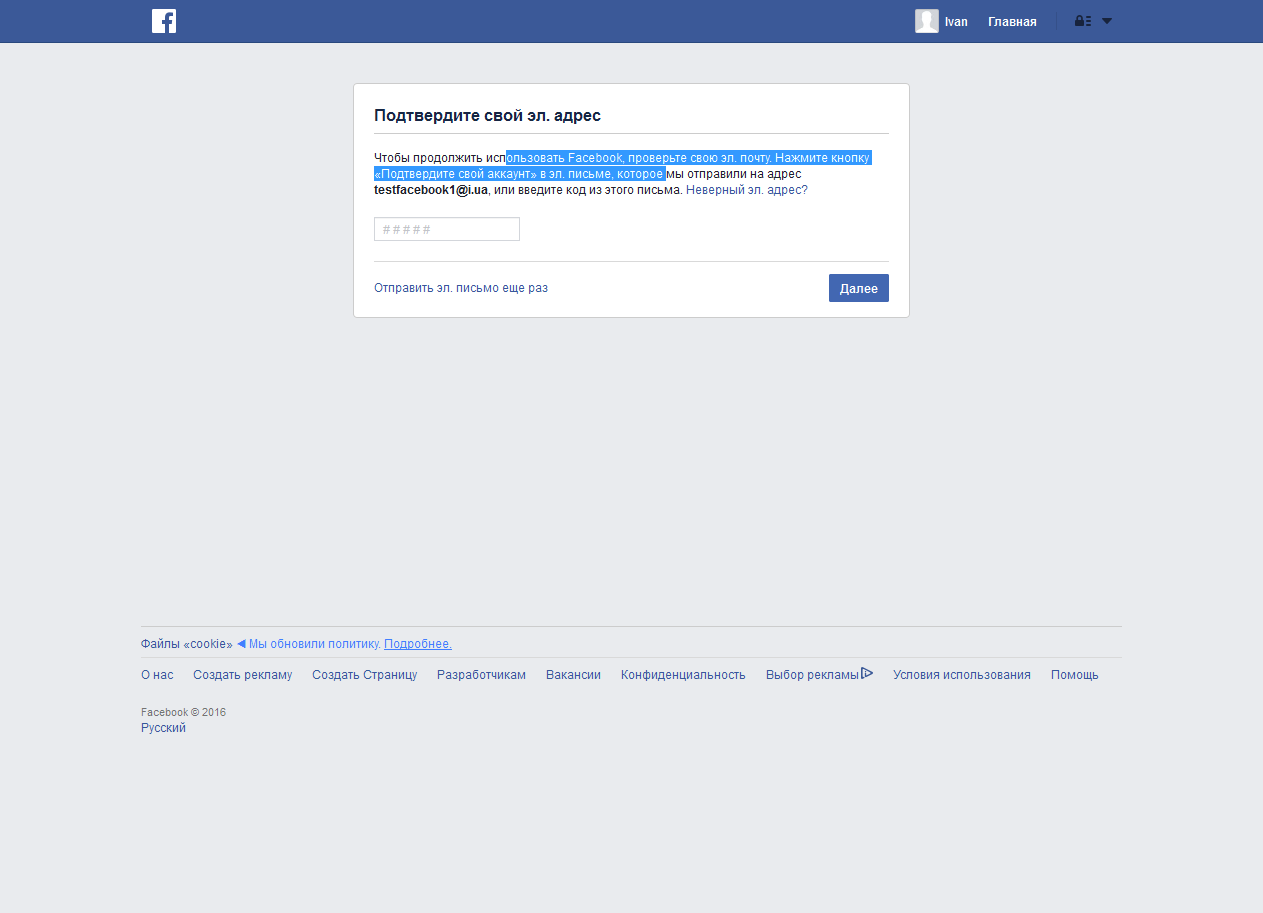 Ivan Главная
Подтвердите свой эл. адрес
Чтобы продолжить использовать Facebook, проверьте свою эл. почту. Нажмите кнопку
«Подтвердите свой аккаунт» в эл. письме, которое мы отправили на адрес
testfacebook1@i.ua, или введите код из этого письма. Неверный эл. адрес?
# # # # #
Отправить эл. письмо еще раз Далее
Файлы «cookie» ◀ Мы обновили политику. Подробнее.
О нас Создать рекламу Создать Страницу Разработчикам Вакансии Конфиденциальность Выбор рекламы Условия использования Помощь
Facebook © 2016
Русский